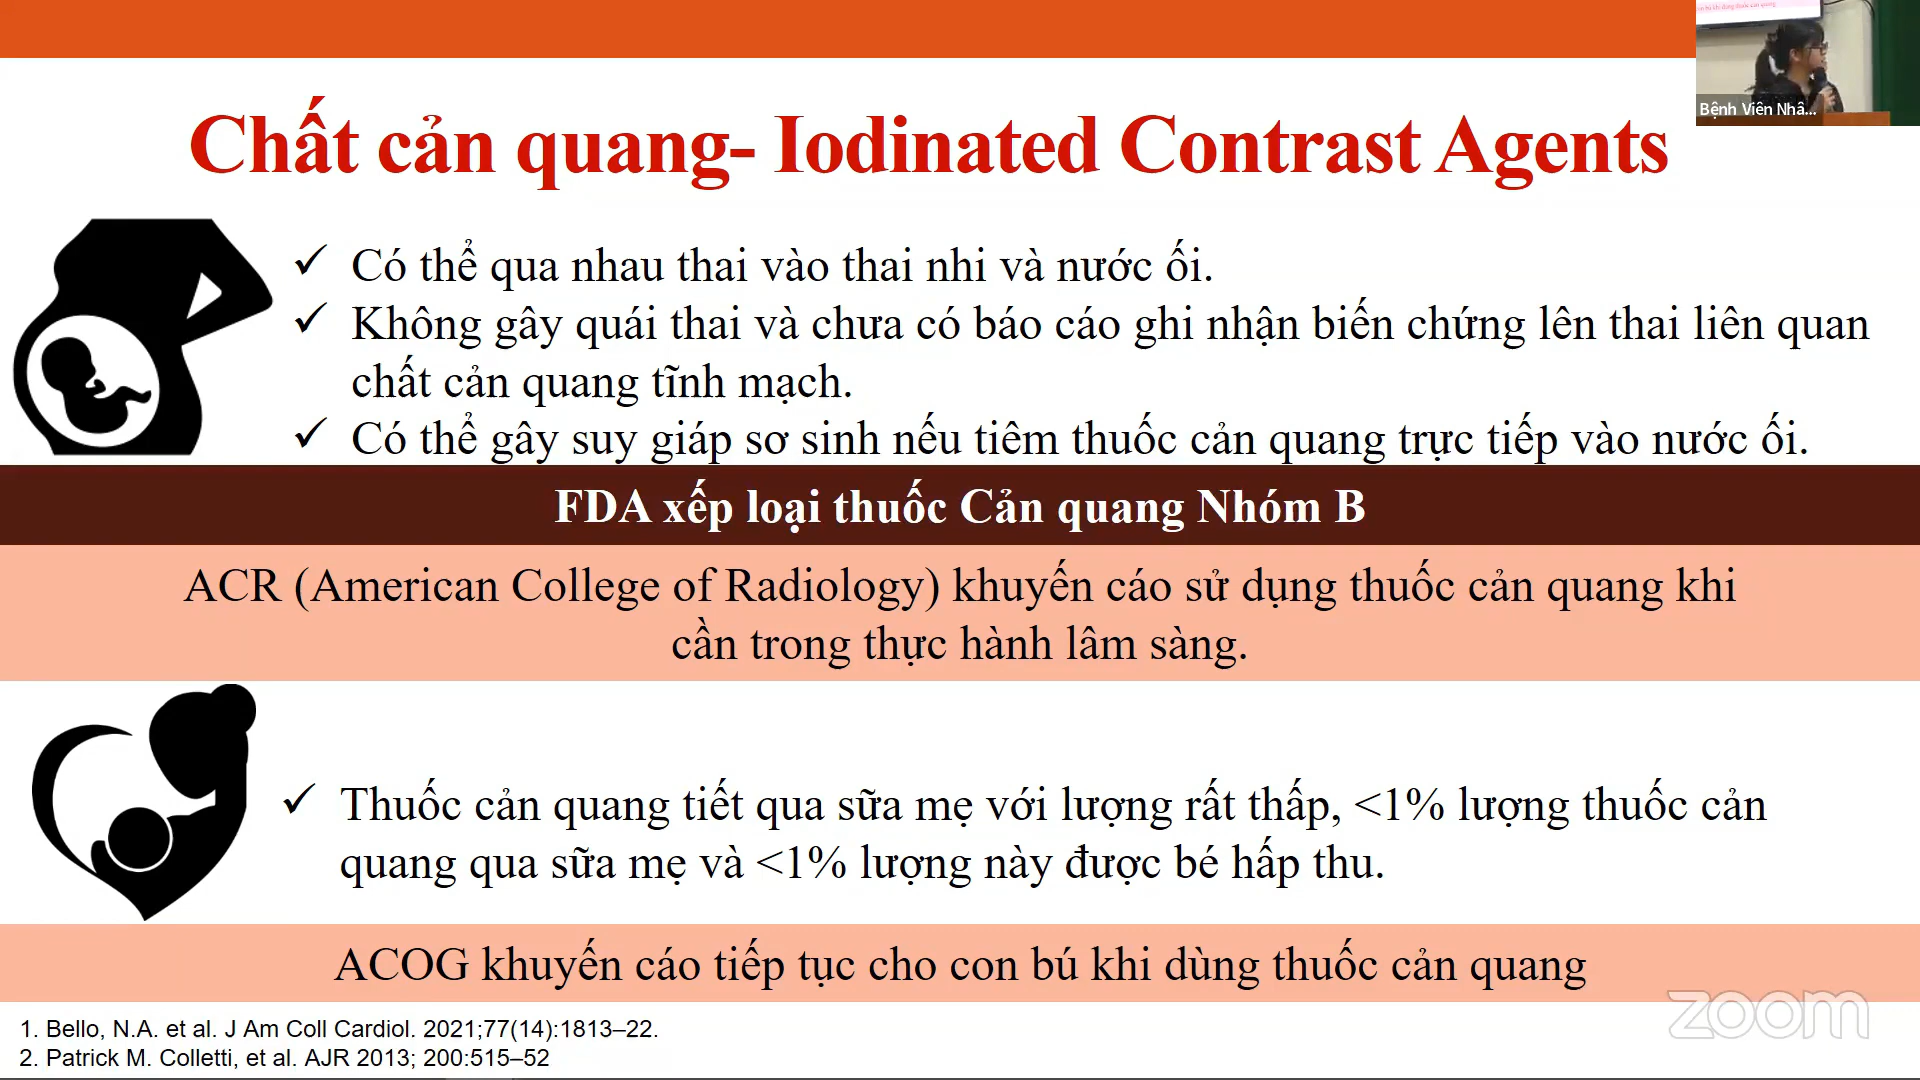 Bệnh Viện Nhâ...
Chất cản quang- Iodinated Contrast Agents
✓ Có thể qua nhau thai vào thai nhi và nước ối.
✓ Không gây quái thai và chưa có báo cáo ghi nhận biến chứng lên thai liên quan
chất cản quang tĩnh mạch.
✓ Có thể gây suy giáp sơ sinh nếu tiêm thuốc cản quang trực tiếp vào nước ối.
FDA xếp loại thuốc Cản quang Nhóm B
ACR (American College of Radiology) khuyến cáo sử dụng thuốc cản quang khi
cần trong thực hành lâm sàng.
✓ Thuốc cản quang tiết qua sữa mẹ với lượng rất thấp, <1% lượng thuốc cản
quang qua sữa mẹ và <1% lượng này được bé hấp thu.
ACOG khuyến cáo tiếp tục cho con bú khi dùng thuốc cản quang
1. Bello, N.A. et al. J Am Coll Cardiol. 2021;77(14):1813–22.
2. Patrick M. Colletti, et al. AJR 2013; 200:515–52
zoom